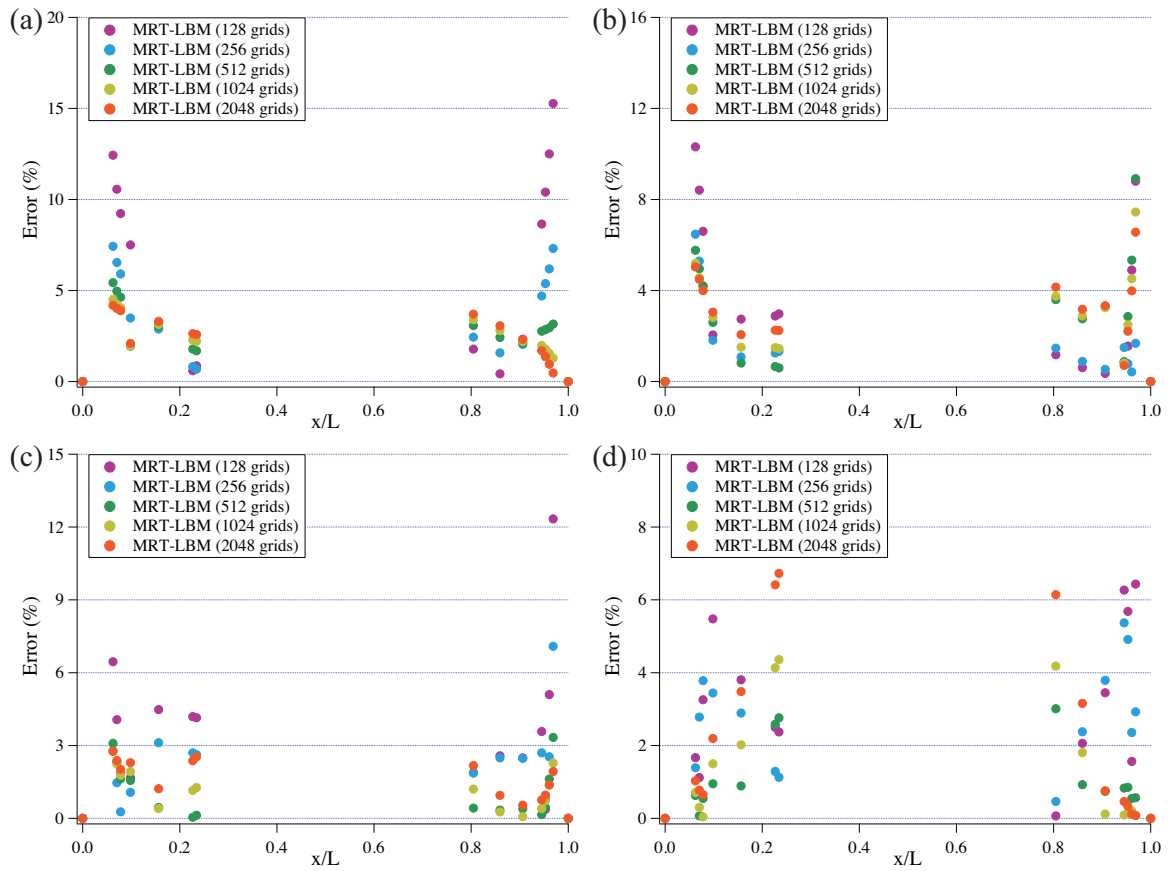 (a)
20
15
10
5
0
Error (%)
MRT-LBM (128 grids)
MRT-LBM (256 grids)
MRT-LBM (512 grids)
MRT-LBM (1024 grids)
MRT-LBM (2048 grids)
0.0 0.2 0.4 0.6 0.8 1.0
x/L
(b)
16
12
8
4
0
Error (%)
MRT-LBM (128 grids)
MRT-LBM (256 grids)
MRT-LBM (512 grids)
MRT-LBM (1024 grids)
MRT-LBM (2048 grids)
0.0 0.2 0.4 0.6 0.8 1.0
x/L
(c)
15
12
9
6
3
0
Error (%)
MRT-LBM (128 grids)
MRT-LBM (256 grids)
MRT-LBM (512 grids)
MRT-LBM (1024 grids)
MRT-LBM (2048 grids)
0.0 0.2 0.4 0.6 0.8 1.0
x/L
(d)
10
8
6
4
2
0
Error (%)
MRT-LBM (128 grids)
MRT-LBM (256 grids)
MRT-LBM (512 grids)
MRT-LBM (1024 grids)
MRT-LBM (2048 grids)
0.0 0.2 0.4 0.6 0.8 1.0
x/L